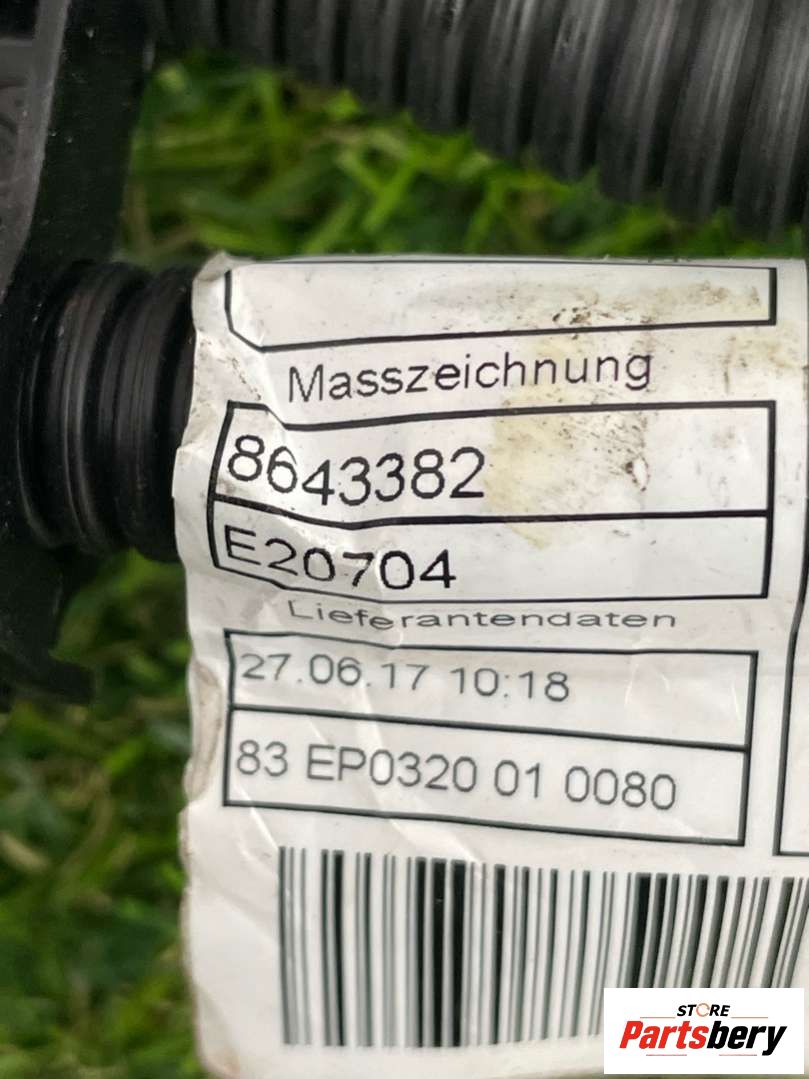 Masszeichnung
8643382
E20704
Lieferantendaten
27.06.17 10:18
83 EP0320 01 0080
STORE
Partsbery